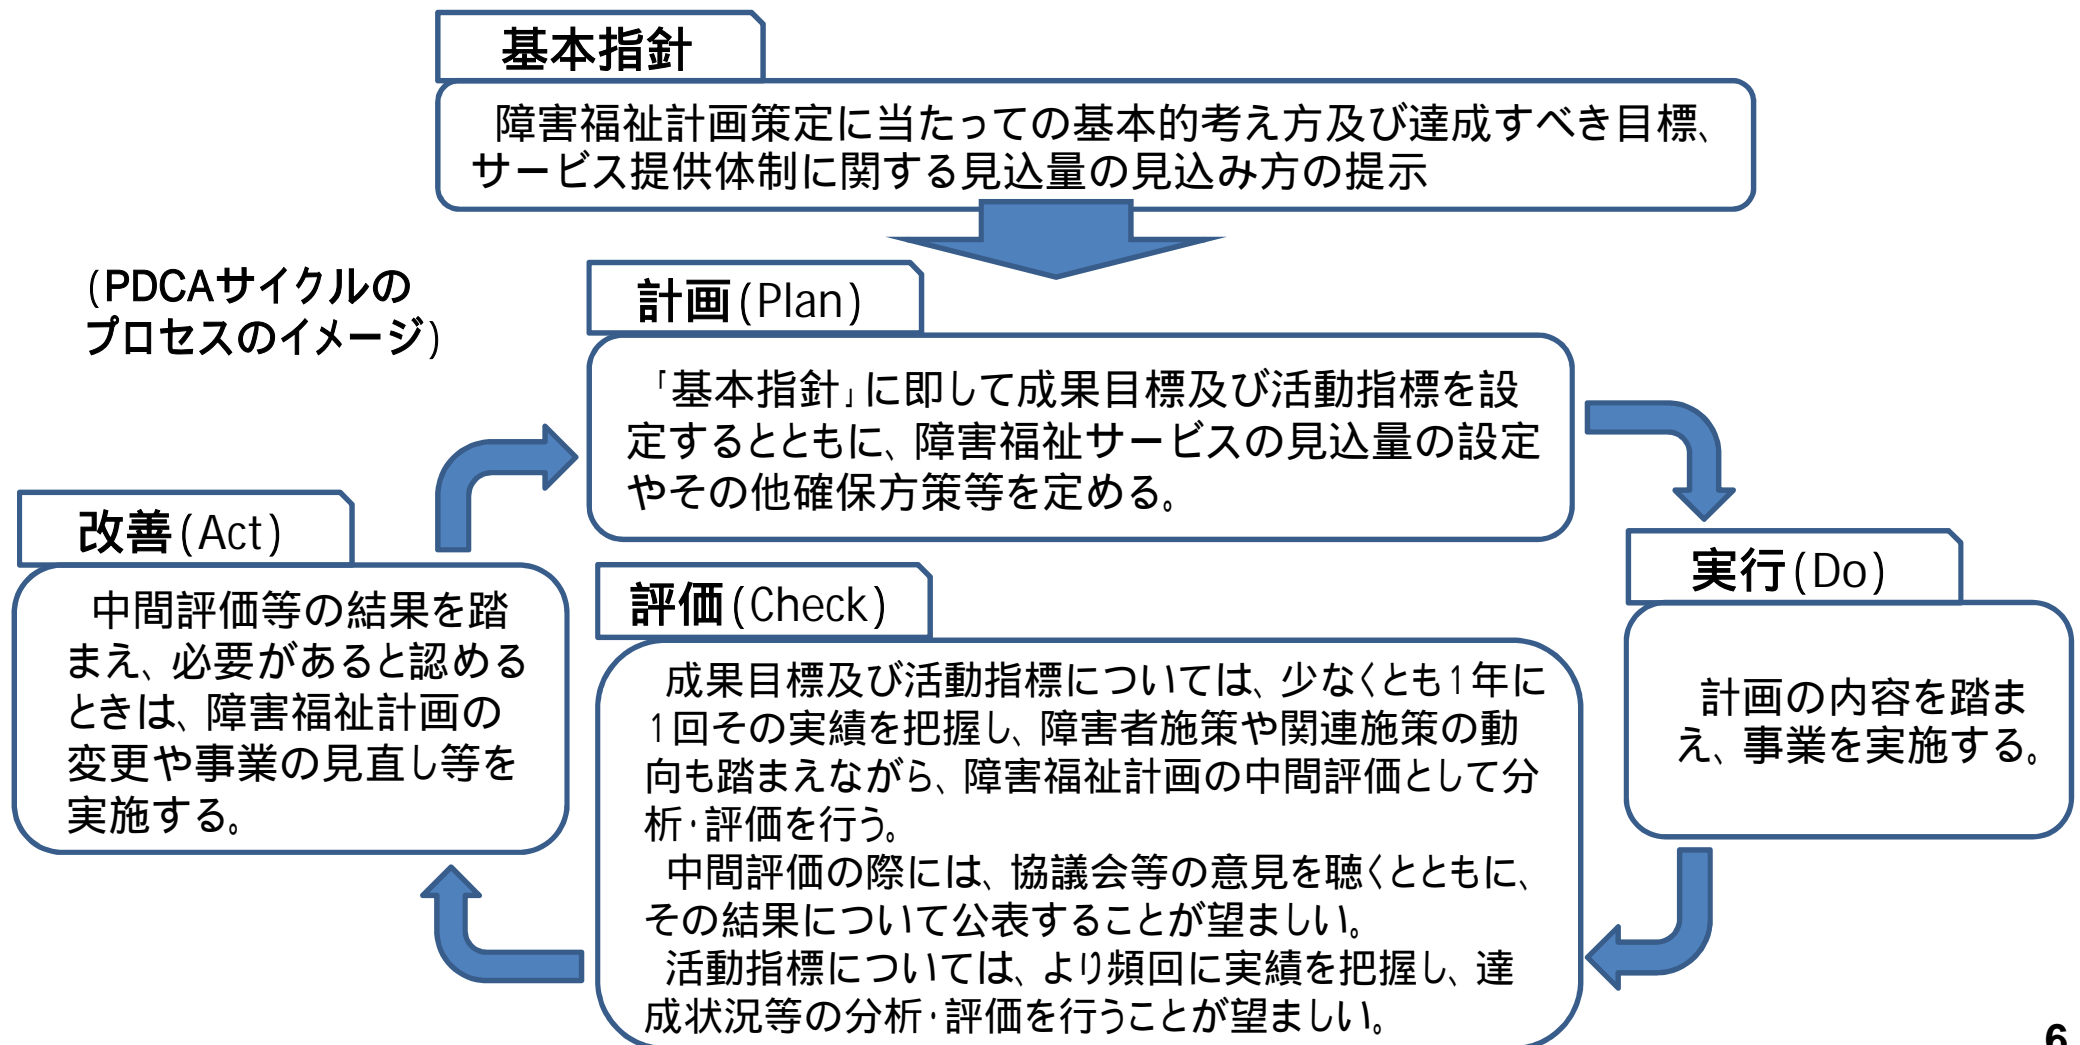 基本指針
障害福祉計画策定に当たっての基本的考え方及び達成すべき目標、
サービス提供体制に関する見込量の見込み方の提示
(PDCAサイクルの
プロセスのイメージ)
計画(Plan)
「基本指針」に即して成果目標及び活動指標を設
定するとともに、障害福祉サービスの見込量の設定
やその他確保方策等を定める。
改善(Act)
中間評価等の結果を踏
まえ、必要があると認める
ときは、障害福祉計画の
変更や事業の見直し等を
実施する。
評価(Check)
成果目標及び活動指標については、少なくとも1年に
1回その実績を把握し、障害者施策や関連施策の動
向も踏まえながら、障害福祉計画の中間評価として分
析・評価を行う。
中間評価の際には、協議会等の意見を聴くとともに、
その結果について公表することが望ましい。
活動指標については、より頻回に実績を把握し、達
成状況等の分析・評価を行うことが望ましい。
実行(Do)
計画の内容を踏ま
え、事業を実施する。
6